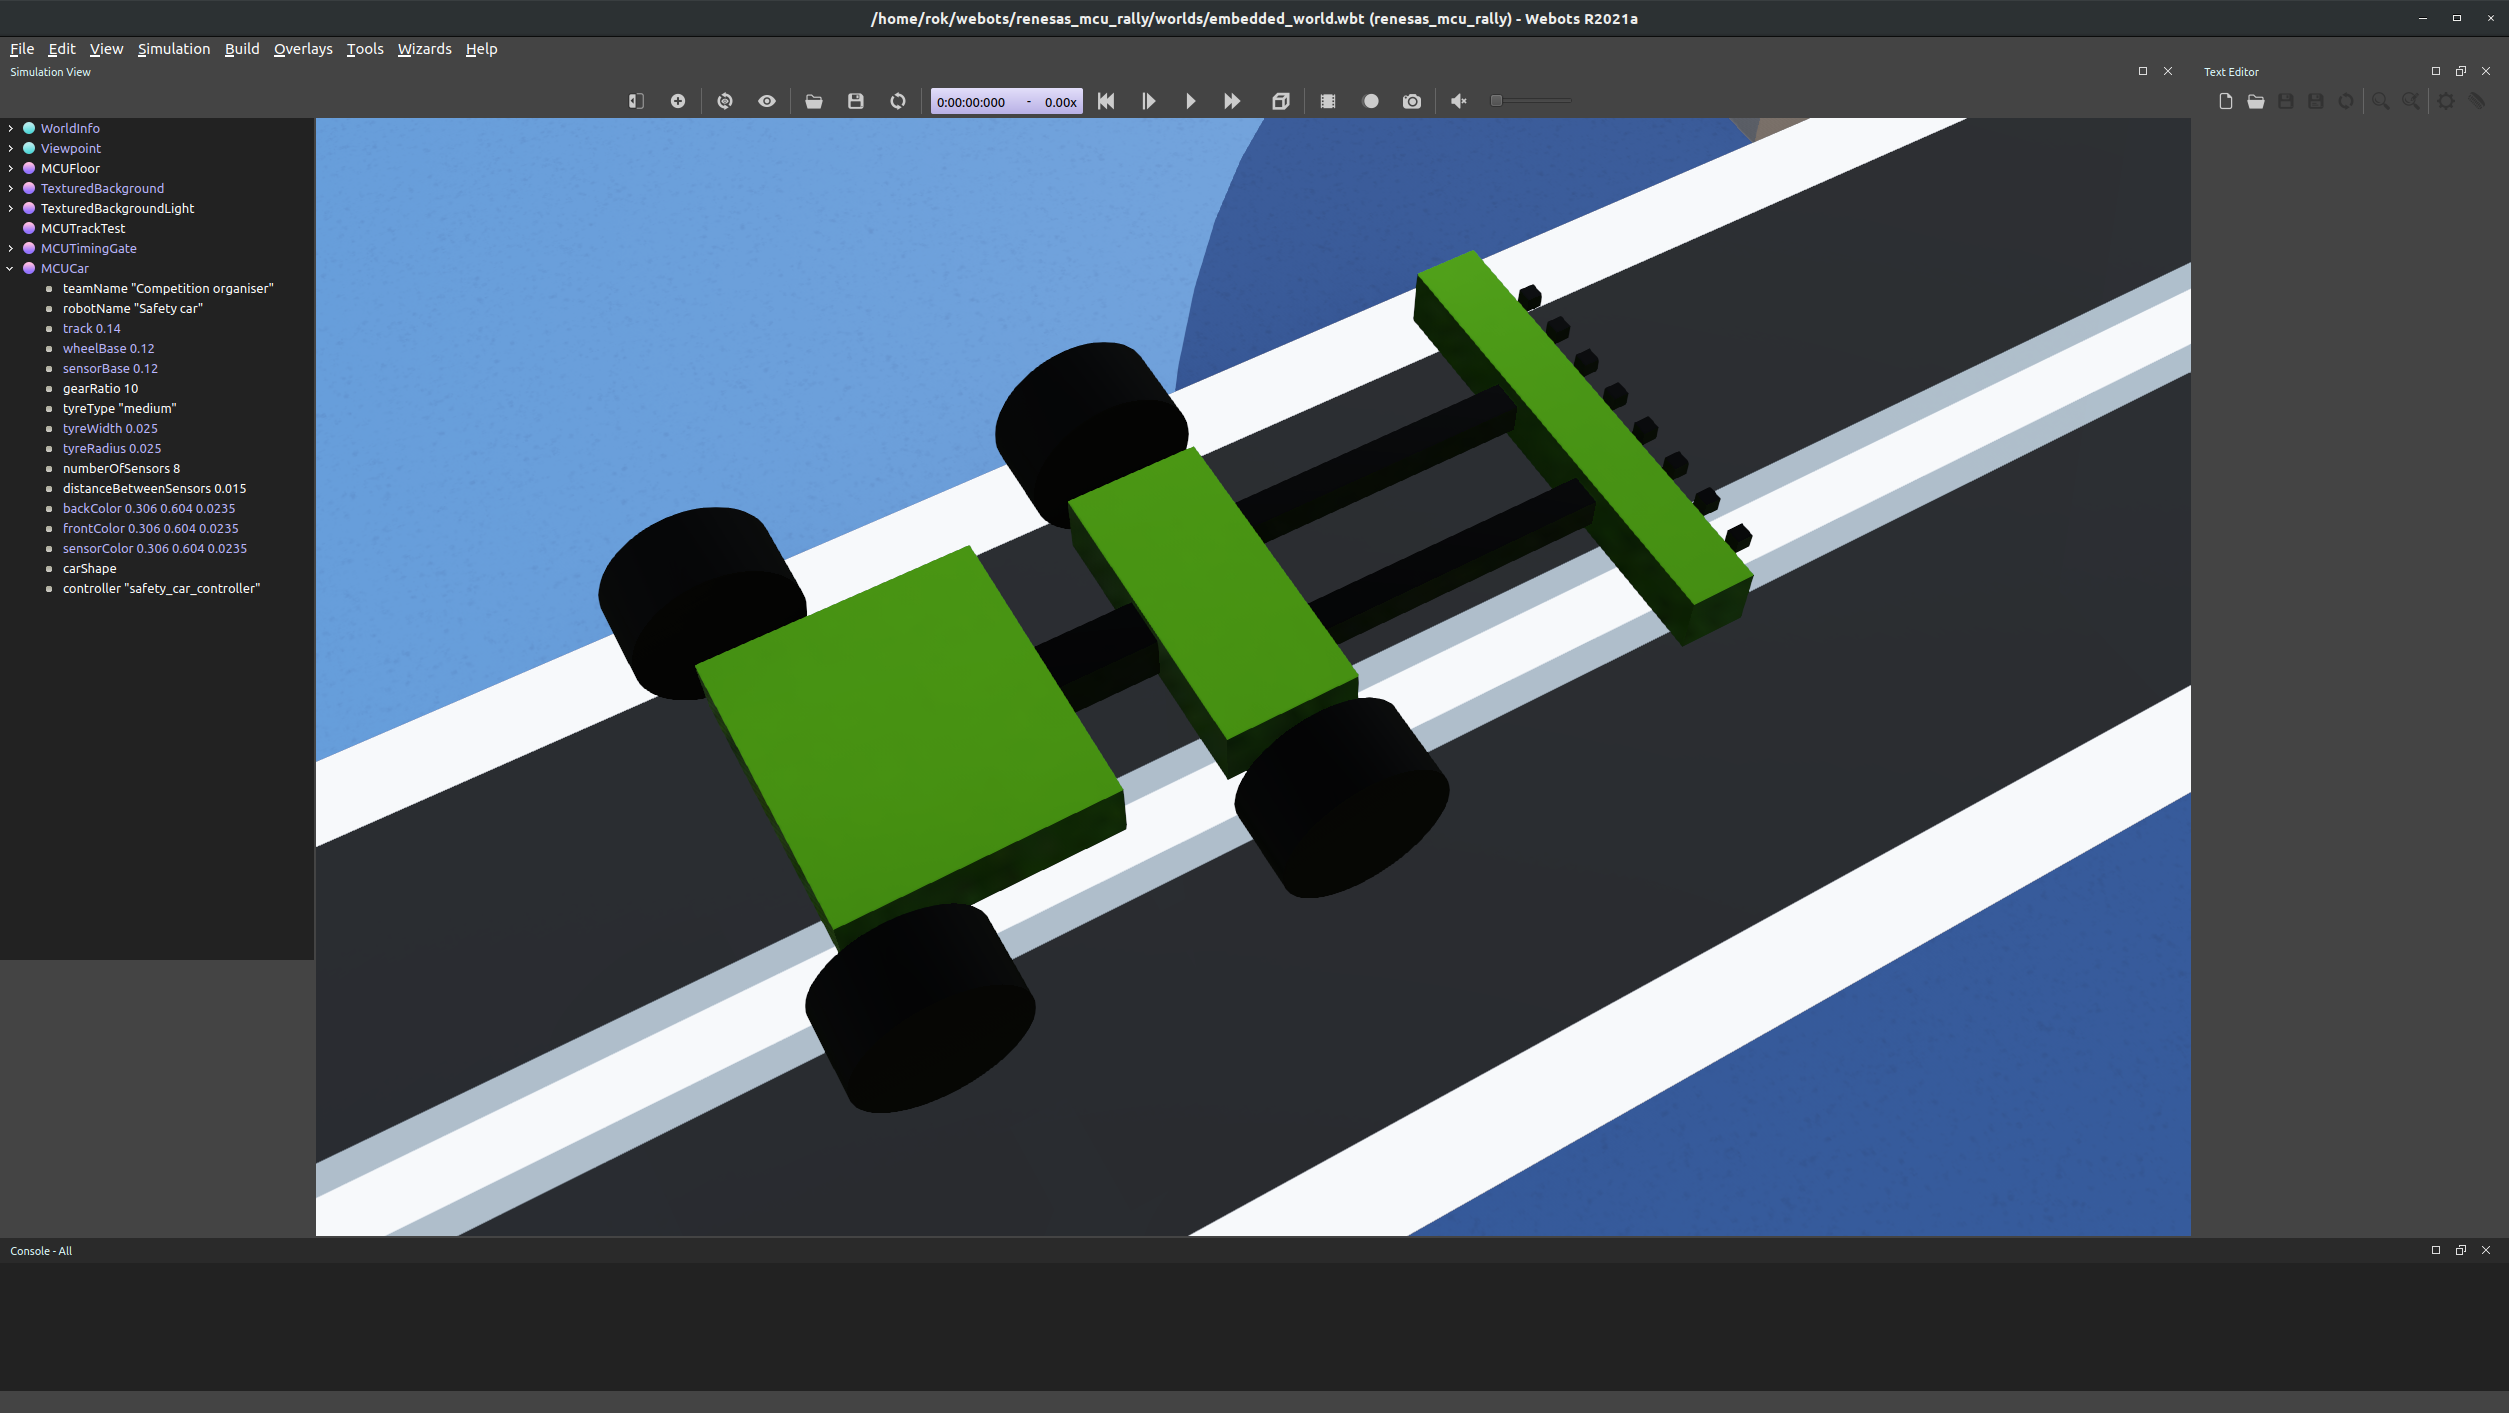 /home/rok/webots/renesas_mcu_rally/worlds/embedded_world.wbt (renesas_mcu_rally) - Webots R2021a
File Edit View Simulation Build Overlays Tools Wizards Help
Simulation View
Text Editor
0:00:00:000 - 0.00x
WorldInfo
Viewpoint
MCUFloor
TexturedBackground
TexturedBackgroundLight
MCUTrackTest
MCUTimingGate
MCUCar
teamName "Competition organiser"
robotName "Safety car"
track 0.14
wheelBase 0.12
sensorBase 0.12
gearRatio 10
tyreType "medium"
tyreWidth 0.025
tyreRadius 0.025
numberOfSensors 8
distanceBetweenSensors 0.015
backColor 0.306 0.604 0.0235
frontColor 0.306 0.604 0.0235
sensorColor 0.306 0.604 0.0235
carShape
controller "safety_car_controller"
Console - All